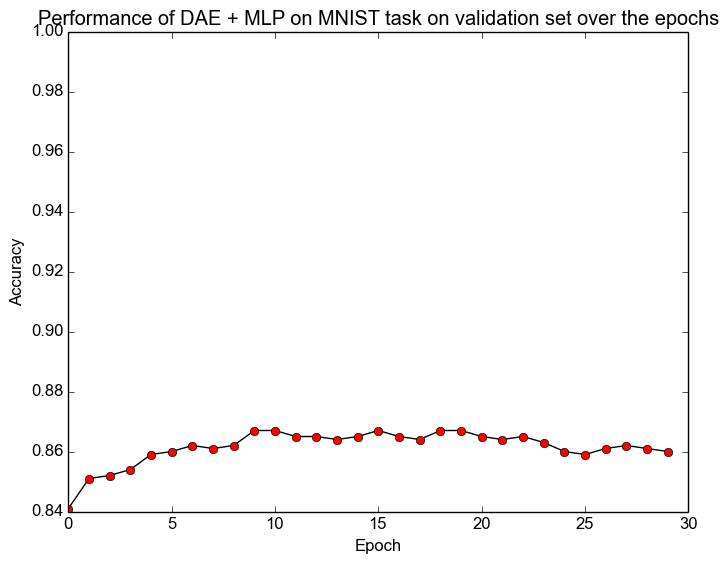 Performance of DAE + MLP on MNIST task on validation set over the epochs
1.00
0.98
0.96
0.94
0.92
0.90
0.88
0.86
0.84
Accuracy
0 5 10 15 20 25 30
Epoch